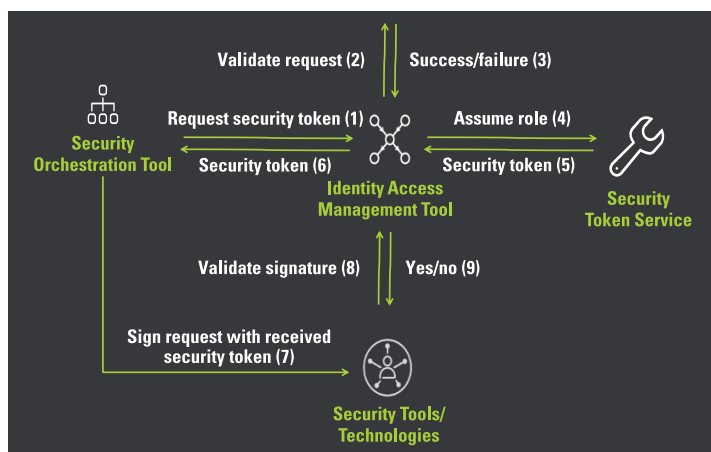 Validate request (2)
Success/failure (3)
Request security token (1)
Assume role (4)
Security
Orchestration Tool
Security token (6)
Security token (5)
Identity Access
Management Tool
Security
Token Service
Validate signature (8)
Yes/no (9)
Sign request with received
security token (7)
Security Tools/
Technologies